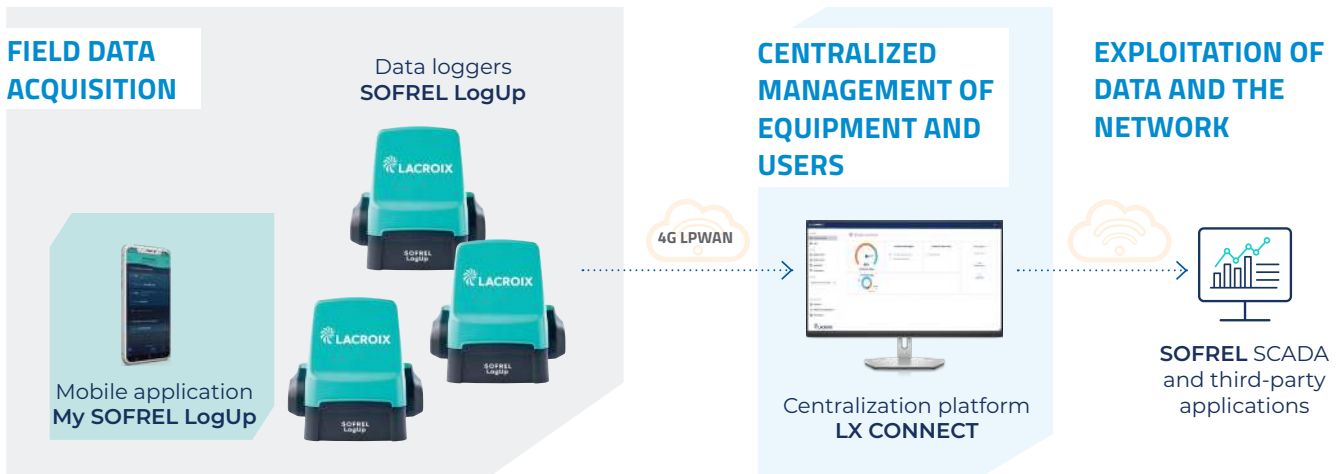 FIELD DATA
ACQUISITION
Data loggers
SOFREL LogUp
LACROIX
SOFREL
LogUp
LACROIX
SOFREL
LogUp
LACROIX
SOFREL
LogUp
Mobile application
My SOFREL LogUp
4G LPWAN
CENTRALIZED
MANAGEMENT OF
EQUIPMENT AND
USERS
LACROIX
Centralization platform
LX CONNECT
EXPLOITATION OF
DATA AND THE
NETWORK
SOFREL SCADA
and third-party
applications